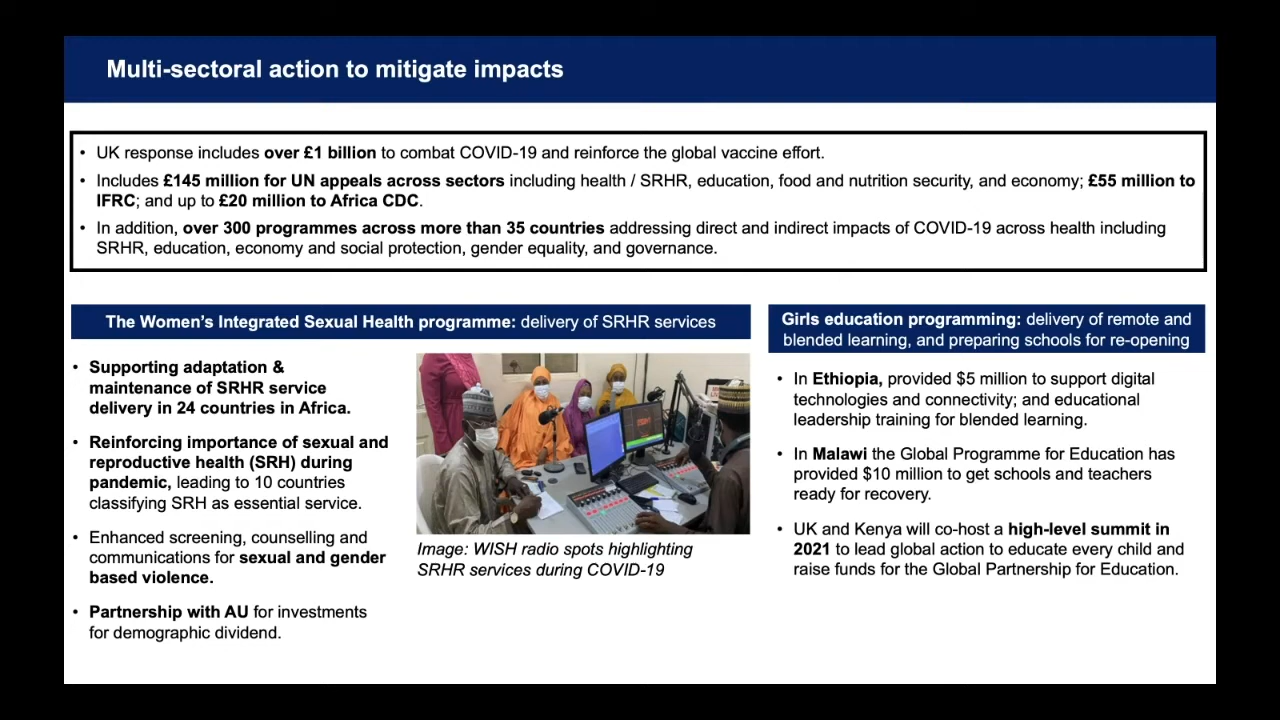 Multi-sectoral action to mitigate impacts
• UK response includes over £1 billion to combat COVID-19 and reinforce the global vaccine effort.
• Includes £145 million for UN appeals across sectors including health / SRHR, education, food and nutrition security, and economy; £55 million to
IFRC; and up to £20 million to Africa CDC.
• In addition, over 300 programmes across more than 35 countries addressing direct and indirect impacts of COVID-19 across health including
SRHR, education, economy and social protection, gender equality, and governance.
The Women's Integrated Sexual Health programme: delivery of SRHR services
• Supporting adaptation &
maintenance of SRHR service
delivery in 24 countries in Africa.
• Reinforcing importance of sexual and
reproductive health (SRH) during
pandemic, leading to 10 countries
classifying SRH as essential service.
• Enhanced screening, counselling and
communications for sexual and gender
based violence.
• Partnership with AU for investments
for demographic dividend.
Image: WISH radio spots highlighting
SRHR services during COVID-19
Girls education programming: delivery of remote and
blended learning, and preparing schools for re-opening
• In Ethiopia, provided $5 million to support digital
technologies and connectivity; and educational
leadership training for blended learning.
• In Malawi the Global Programme for Education has
provided $10 million to get schools and teachers
ready for recovery.
• UK and Kenya will co-host a high-level summit in
2021 to lead global action to educate every child and
raise funds for the Global Partnership for Education.